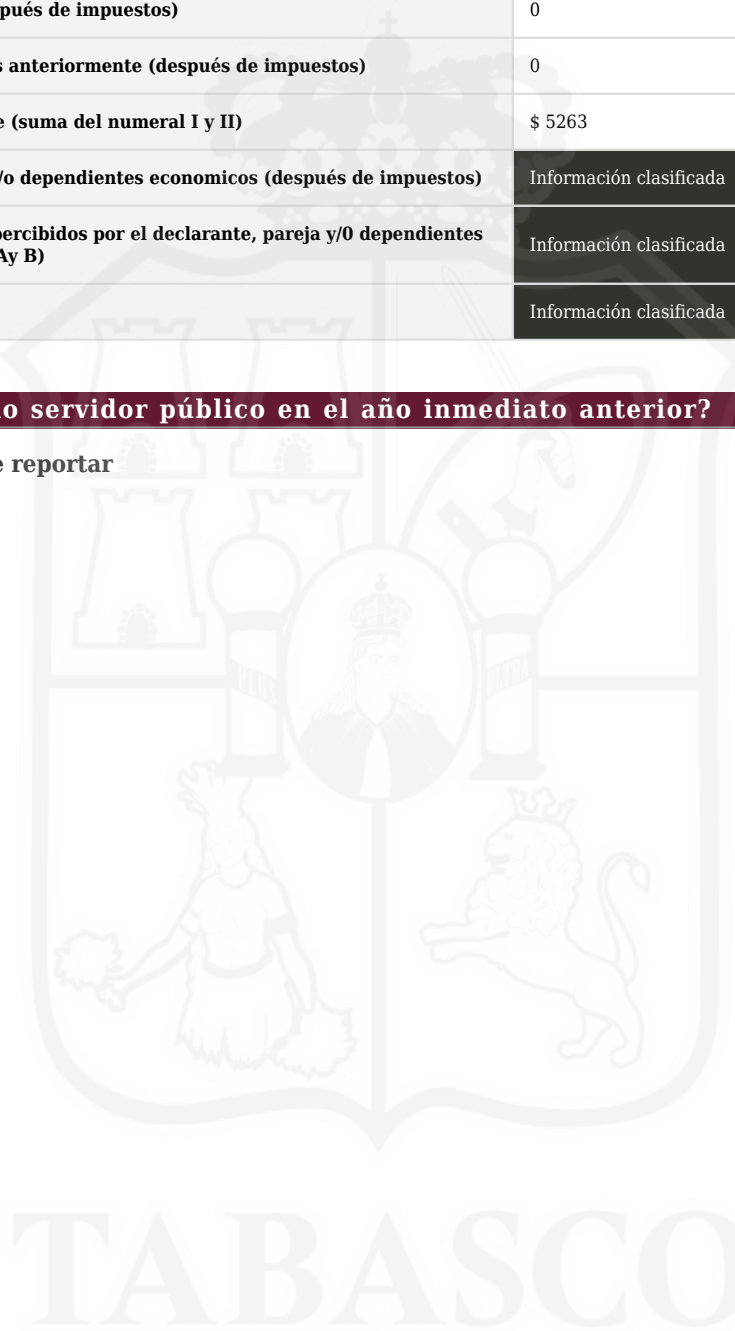 pués de impuestos)
0
s anteriormente (después de impuestos)
0
e (suma del numeral I y II)
$ 5263
/o dependientes economicos (después de impuestos)
Información clasificada
percibidos por el declarante, pareja y/0 dependientes
Ay B)
Información clasificada
Información clasificada
o servidor público en el año inmediato anterior?
e reportar
PLUS
ULTRA
TABASCO